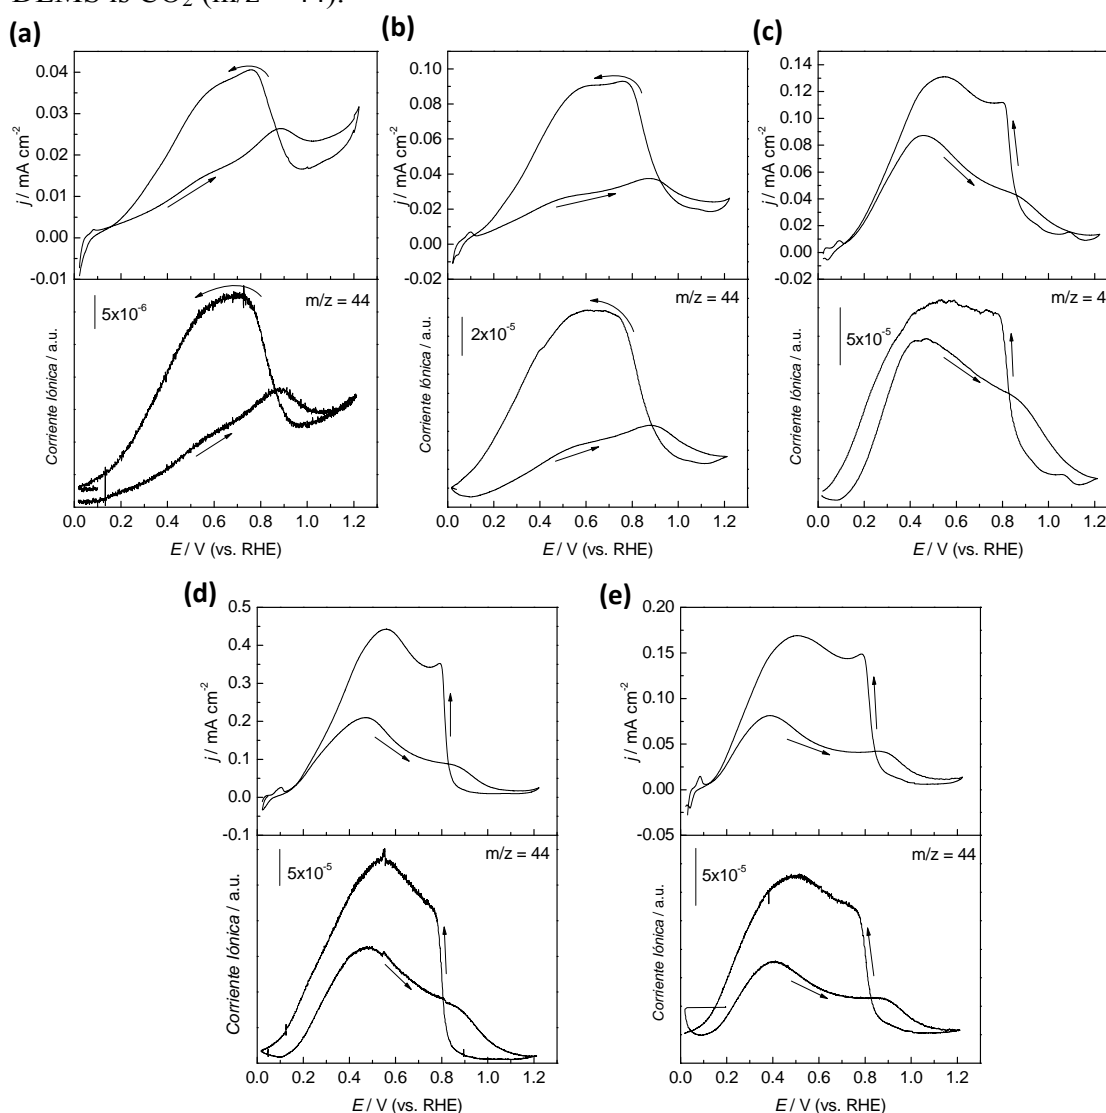 DEMS is CO2 (m/z = 44).
(a)
(b)
(c)
0.04
0.03
0.02
0.01
0.00
-0.01
j / mA cm-2
0.10
0.08
0.06
0.04
0.02
0.00
-0.02
j / mA cm-2
0.14
0.12
0.10
0.08
0.06
0.04
0.02
0.00
-0.02
j / mA cm-2
5x10-6
m/z = 44
Corriente Iónica / a.u.
2x10-5
m/z = 44
Corriente Iónica / a.u.
5x10-5
m/z = 4
Corriente Iónica / a.u.
0.0 0.2 0.4 0.6 0.8 1.0 1.2
E / V (vs. RHE)
0.0 0.2 0.4 0.6 0.8 1.0 1.2
E / V (vs. RHE)
0.0 0.2 0.4 0.6 0.8 1.0 1.2
E / V (vs. RHE)
(d)
(e)
0.5
0.4
0.3
0.2
0.1
0.0
-0.1
j / mA cm-2
0.20
0.15
0.10
0.05
0.00
-0.05
j / mA cm-2
5x10-5
m/z = 44
Corriente Iónica / a.u.
5x10-5
m/z = 44
Corriente Iónica / a.u.
0.0 0.2 0.4 0.6 0.8 1.0 1.2
E / V (vs. RHE)
0.0 0.2 0.4 0.6 0.8 1.0 1.2
E / V (vs. RHE)